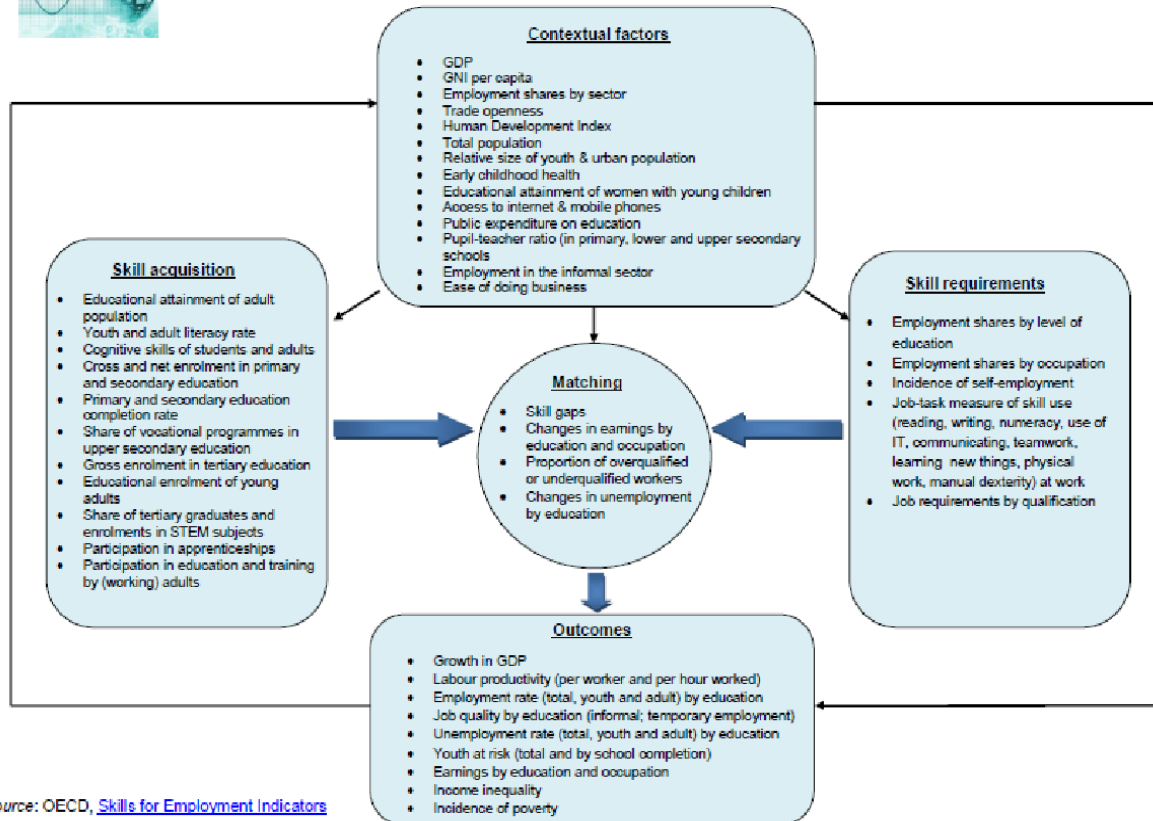 Contextual factors
• GDP
• GNI per capita
• Employment shares by sector
• Trade openness
• Human Development Index
• Total population
• Relative size of youth & urban population
• Early childhood health
• Educational attainment of women with young children
• Access to internet & mobile phones
• Public expenditure on education
• Pupil-teacher ratio (in primary, lower and upper secondary
schools
• Employment in the informal sector
• Ease of doing business
Skill acquisition
• Educational attainment of adult
population
• Youth and adult literacy rate
• Cognitive skills of students and adults
• Cross and net enrolment in primary
and secondary education
• Primary and secondary education
completion rate
• Share of vocational programmes in
upper secondary education
• Gross enrolment in tertiary education
• Educational enrolment of young
adults
• Share of tertiary graduates and
enrolments in STEM subjects
• Participation in apprenticeships
• Participation in education and training
by (working) adults
Matching
• Skill gaps
• Changes in earnings by
education and occupation
• Proportion of overqualified
or underqualified workers
• Changes in unemployment
by education
Skill requirements
• Employment shares by level of
education
• Employment shares by occupation
• Incidence of self-employment
• Job-task measure of skill use
(reading, writing, numeracy, use of
IT, communicating, teamwork,
learning new things, physical
work, manual dexterity) at work
• Job requirements by qualification
Outcomes
• Growth in GDP
• Labour productivity (per worker and per hour worked)
• Employment rate (total, youth and adult) by education
• Job quality by education (informal; temporary employment)
• Unemployment rate (total, youth and adult) by education
• Youth at risk (total and by school completion)
• Earnings by education and occupation
• Income inequality
• Incidence of poverty
urce: OECD, Skills for Employment Indicators